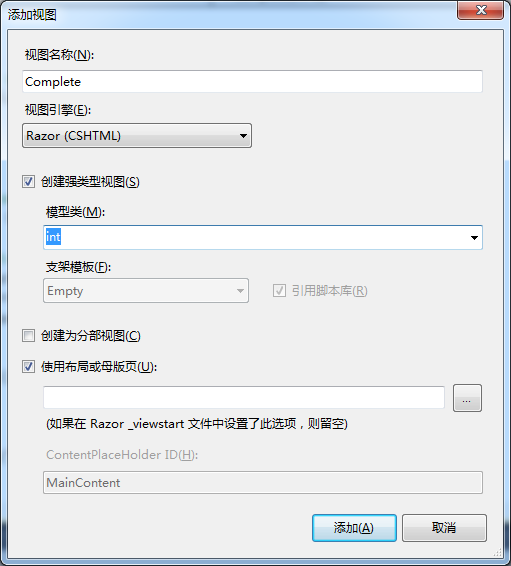 添加视图
视图名称(N):
Complete
视图引擎(E):
Razor (CSHTML)
创建强类型视图(S)
模型类(M):
int
支架模板(F):
Empty
引用脚本库(R)
创建为分部视图(C)
使用布局或母版页(U):
...
(如果在 Razor _viewstart 文件中设置了此选项，则留空)
ContentPlaceHolder ID(H):
MainContent
添加(A)
取消